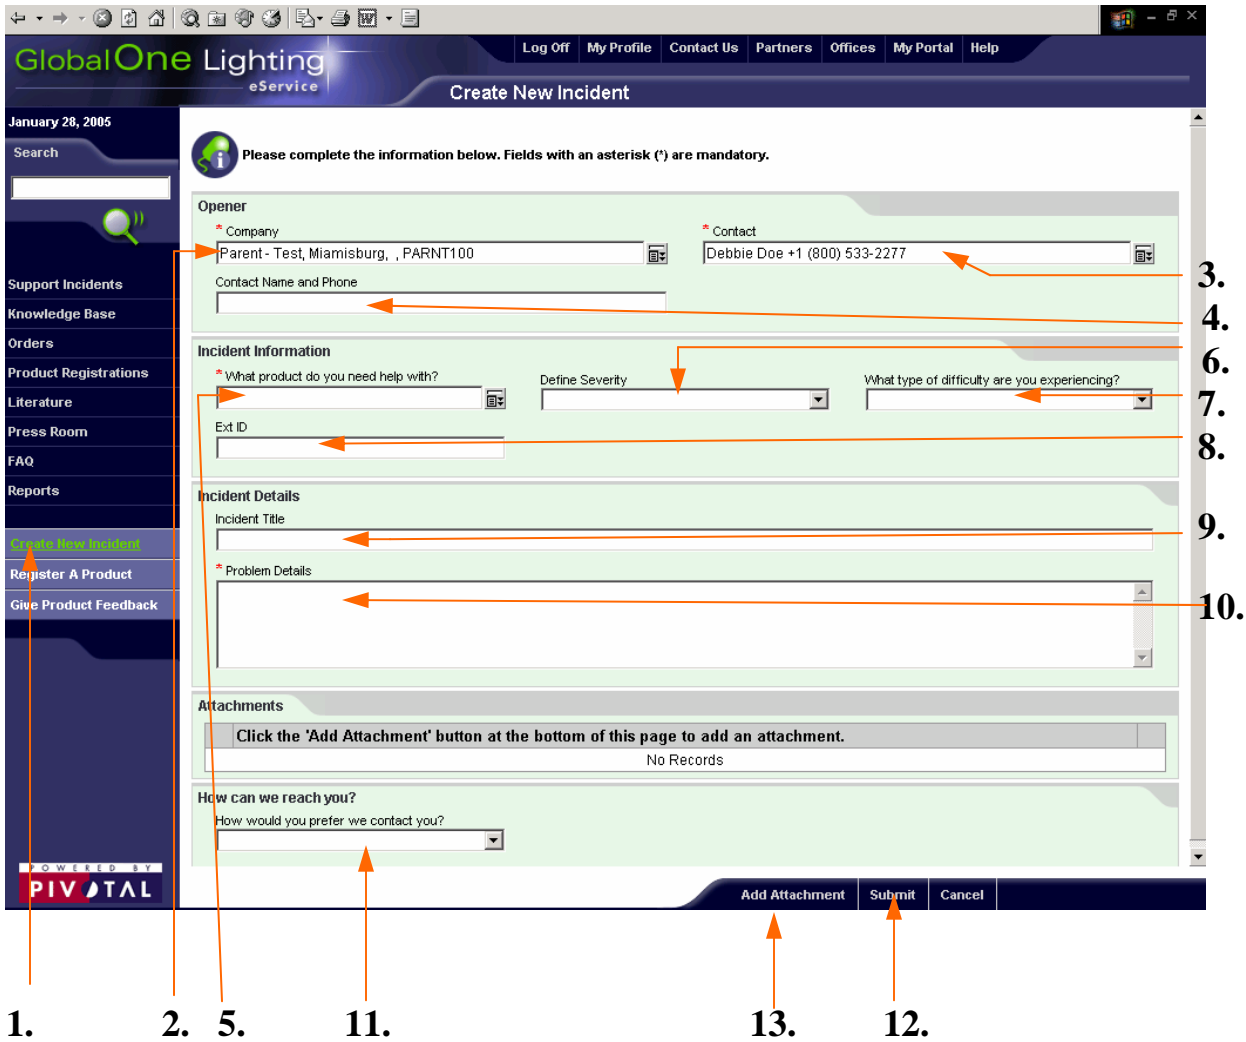 GlobalOne Lighting
eService
Log Off My Profile Contact Us Partners Offices My Portal Help
Create New Incident
January 28, 2005
Search
Please complete the information below. Fields with an asterisk (*) are mandatory.
Opener
* Company
* Contact
Parent - Test, Miamisburg, , PARNT100
Debbie Doe +1 (800) 533-2277
3.
Support Incidents
Contact Name and Phone
Knowledge Base
4.
Orders
Incident Information
6.
Product Registrations
* What product do you need help with?
Define Severity
What type of difficulty are you experiencing?
Literature
7.
Press Room
Ext ID
8.
FAQ
Reports
Incident Details
Incident Title
9.
Create New Incident
Register A Product
* Problem Details
Give Product Feedback
10.
Attachments
Click the 'Add Attachment' button at the bottom of this page to add an attachment.
No Records
How can we reach you?
How would you prefer we contact you?
POWERED BY
PIVOTAL
Add Attachment Submit Cancel
1. 2. 5. 11. 13. 12.